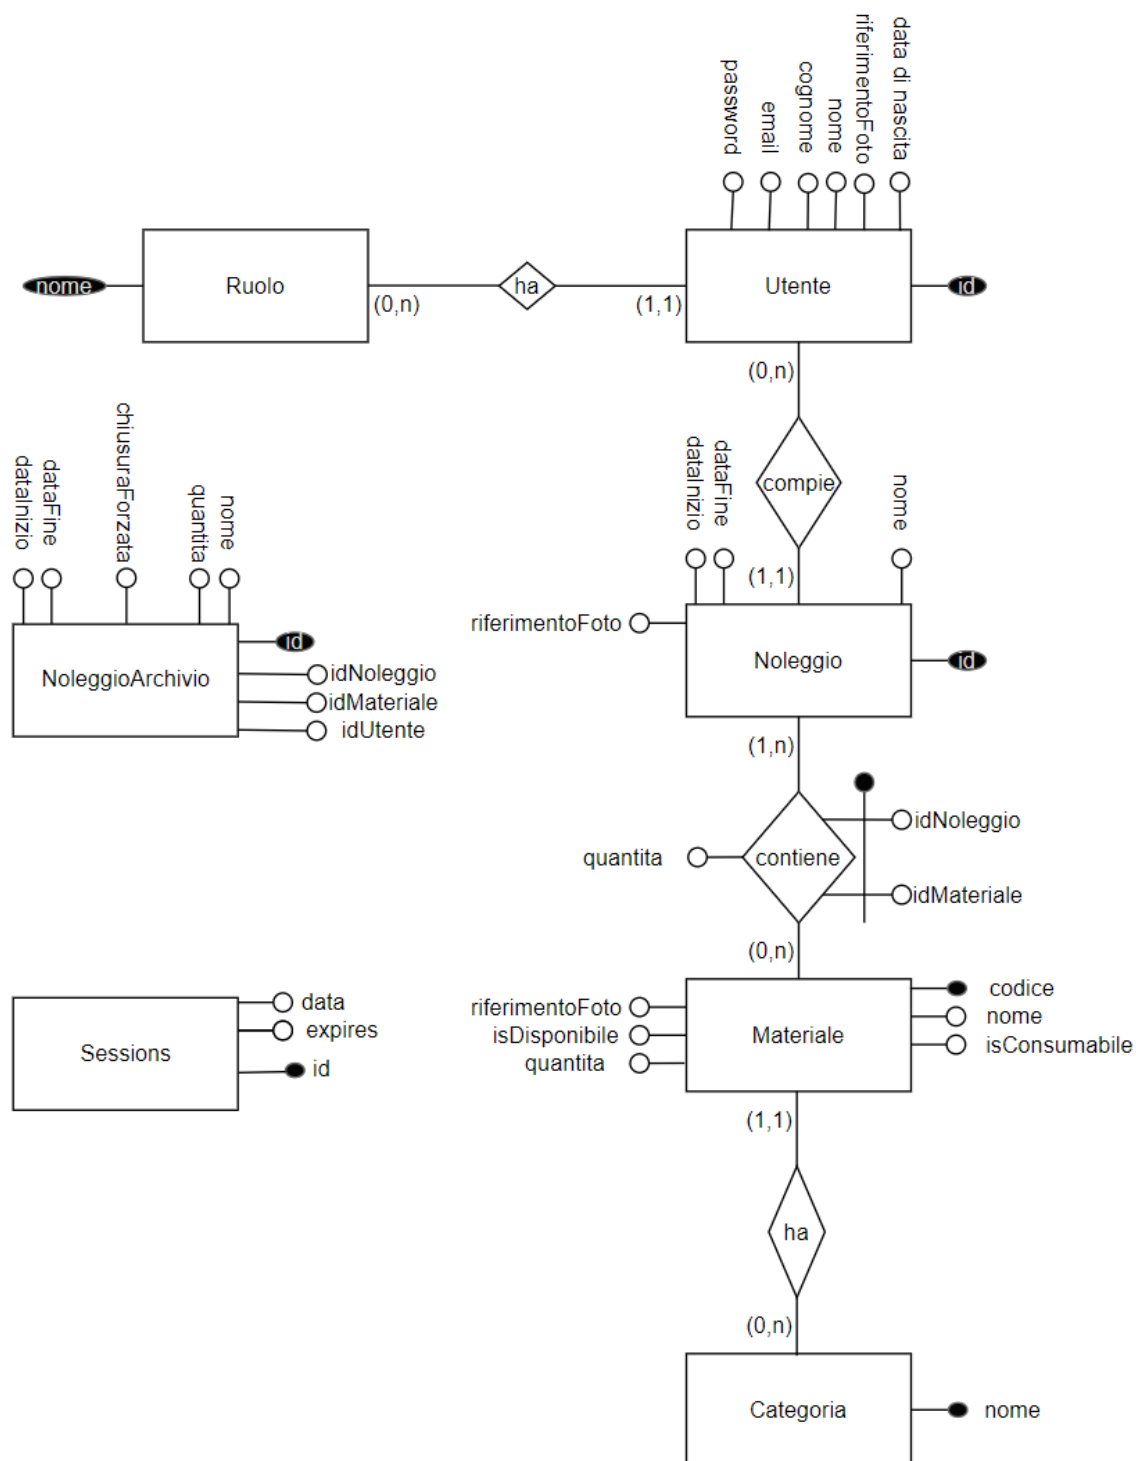 password
email
cognome
nome
riferimentoFoto
data di nascita
nome
Ruolo
(0,n)
ha
(1,1)
Utente
id
(0,n)
compie
(1,1)
dataInizio
dataFine
chiusuraForzata
quantita
nome
NoleggioArchivio
id
idNoleggio
idMateriale
idUtente
dataInizio
dataFine
nome
riferimentoFoto
Noleggio
id
(1,n)
quantita
contiene
idNoleggio
idMateriale
(0,n)
Sessions
data
expires
id
riferimentoFoto
isDisponibile
quantita
Materiale
codice
nome
isConsumabile
(1,1)
ha
(0,n)
Categoria
nome